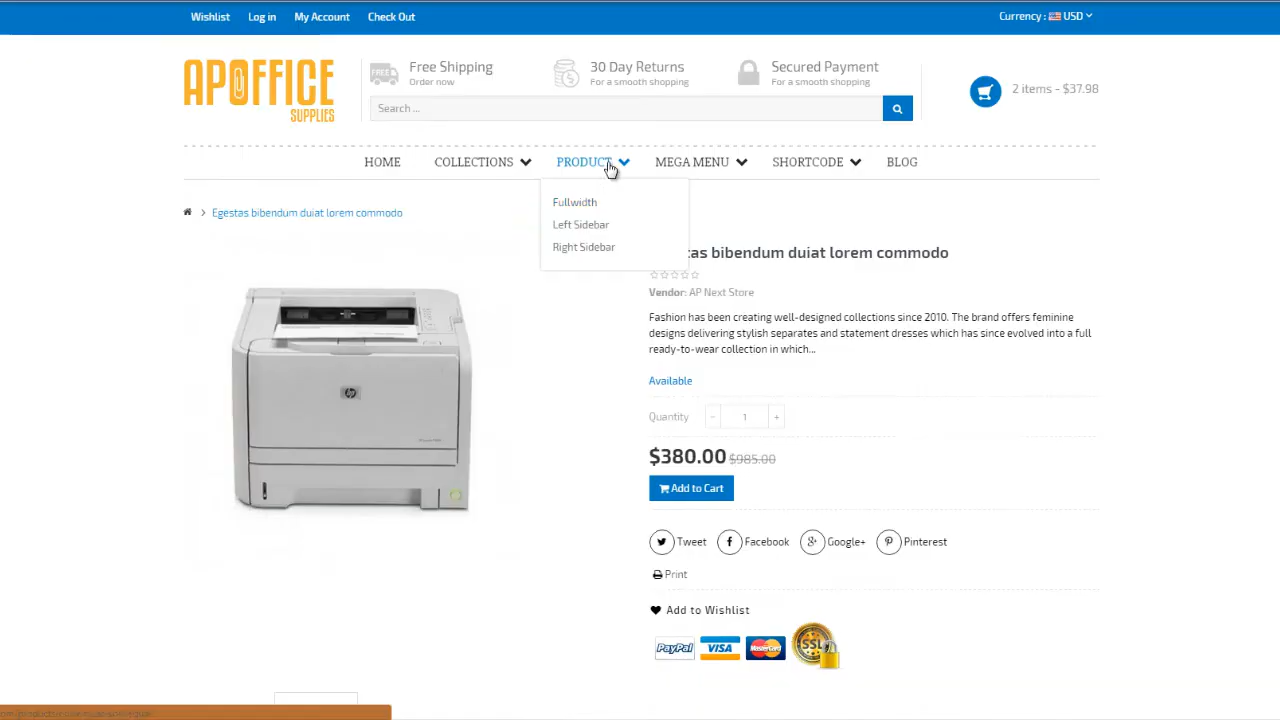 Wishlist Log in My Account Check Out Currency : USD
APOFFICE
SUPPLIES
Free Shipping
Order now
30 Day Returns
For a smooth shopping
Secured Payment
For a smooth shopping
Search ...
2 items - $37.98
HOME COLLECTIONS PRODUCT MEGA MENU SHORTCODE BLOG
Fullwidth
Left Sidebar
Right Sidebar
Egestas bibendum duiat lorem commodo
as bibendum duiat lorem commodo
Vendor: AP Next Store
Fashion has been creating well-designed collections since 2010. The brand offers feminine
designs delivering stylish separates and statement dresses which has since evolved into a full
ready-to-wear collection in which...
Available
Quantity - 1 +
$380.00 $985.00
Add to Cart
Tweet Facebook Google+ Pinterest
Print
Add to Wishlist
PayPal VISA MasterCard SSL
hp
FREE